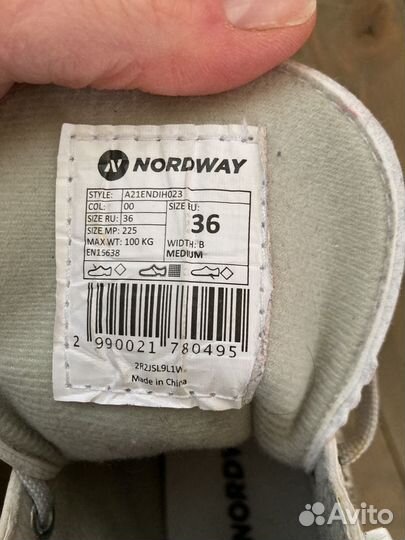 NORDWAY
STYLE: A21ENDIH023
COL: 00
SIZE RU: 36
SIZE MP: 225
MAX WT: 100 KG
EN15638
SIZE RU:
36
WIDTH: B
MEDIUM
2 990021 780495
2R2JSL9L1W
Made in China
NORDWAY
Avito